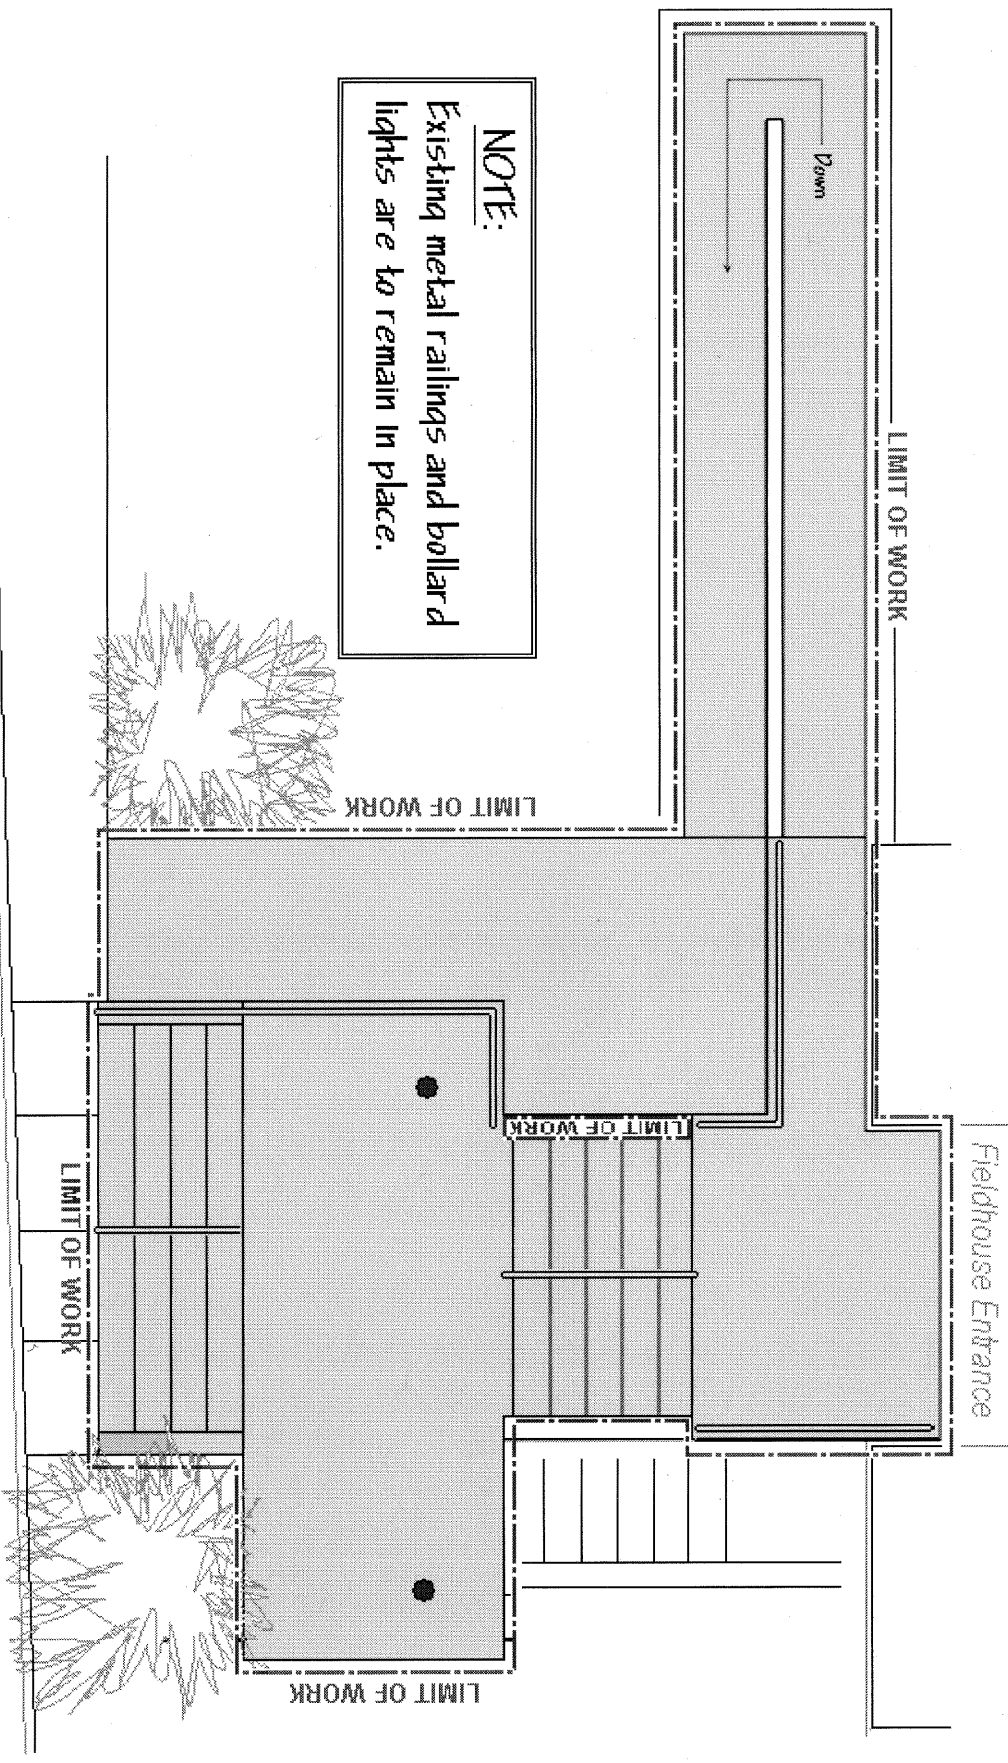 Fieldhouse Entrance
LIMIT OF WORK
Down
LIMIT OF WORK
NOTE:
Existing metal railings and bollard
lights are to remain in place.
LIMIT OF WORK
LIMIT OF WORK
LIMIT OF WORK